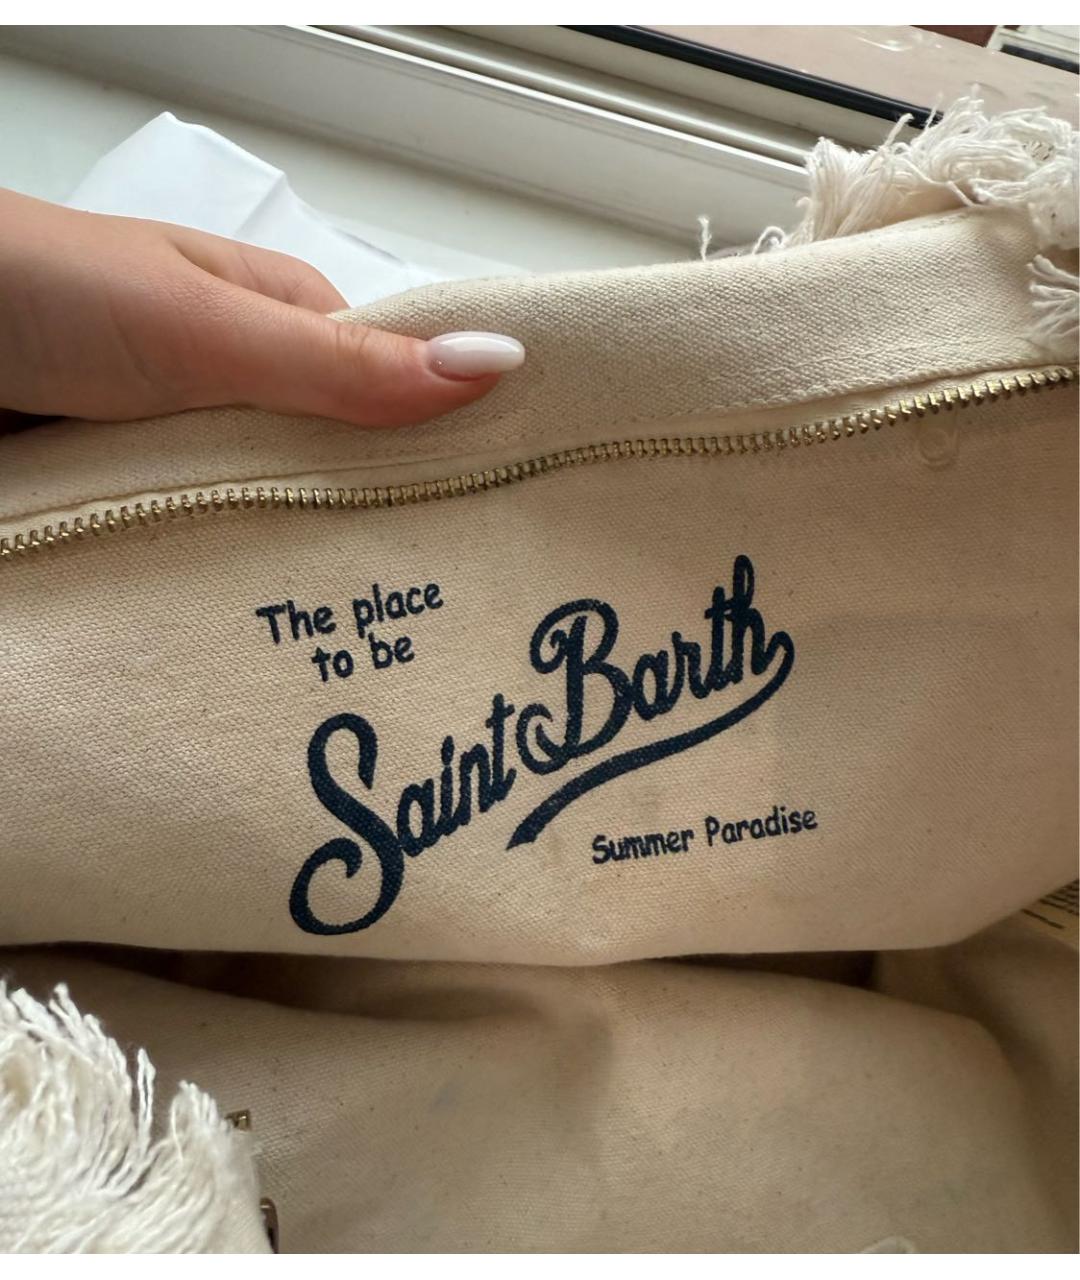 The place
to be
Saint Barth
Summer Paradise